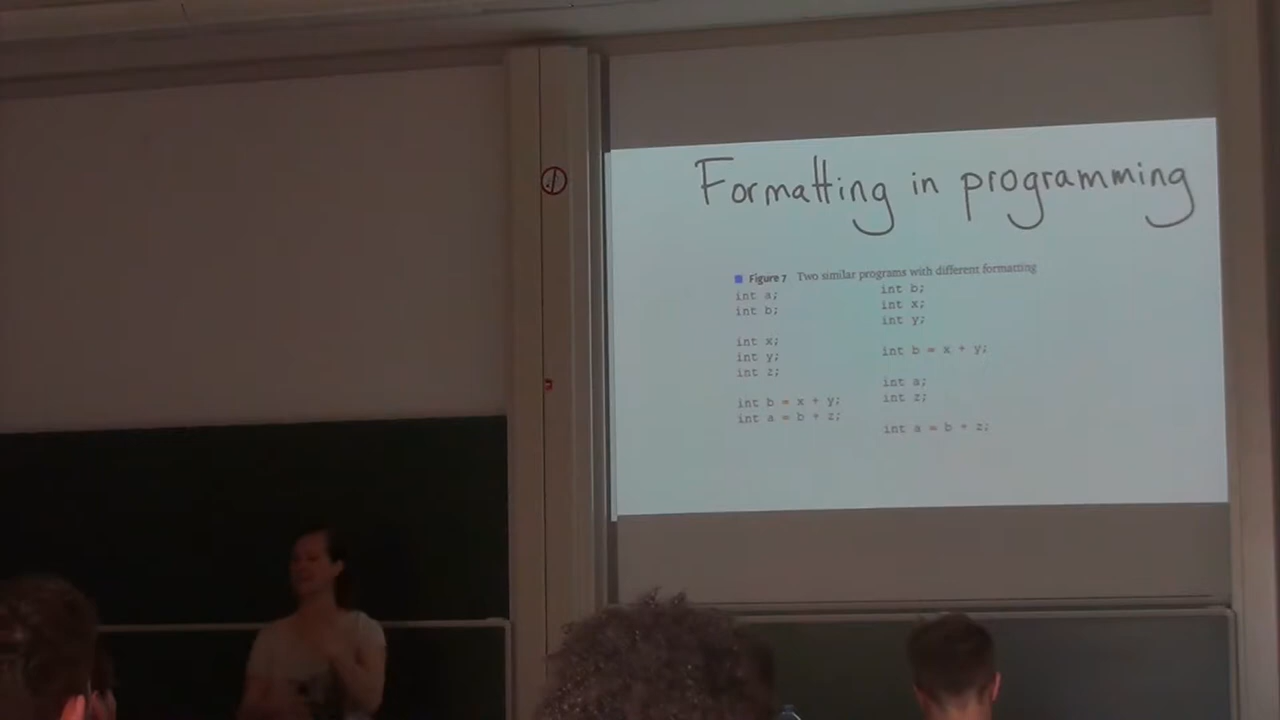 Formatting in programming
Figure 7 Two similar programs with different formatting
int a;
int b;
int x;
int y;
int z;
int b = x + y;
int a = b + z;
int b;
int x;
int y;
int b = x + y;
int a;
int z;
int a = b + z;